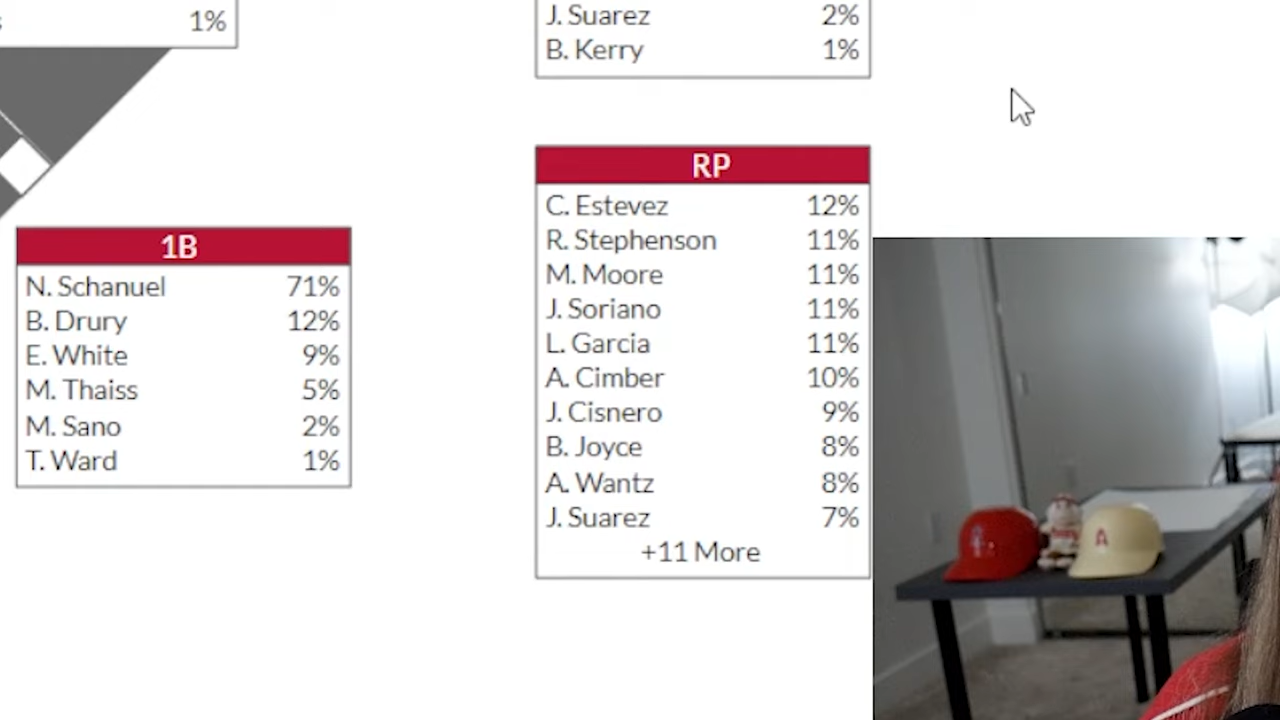 1%
J. Suarez 2%
B. Kerry 1%
RP
C. Estevez 12%
R. Stephenson 11%
M. Moore 11%
J. Soriano 11%
L. Garcia 11%
A. Cimber 10%
J. Cisnero 9%
B. Joyce 8%
A. Wantz 8%
J. Suarez 7%
+11 More
1B
N. Schanuel 71%
B. Drury 12%
E. White 9%
M. Thaiss 5%
M. Sano 2%
T. Ward 1%
A